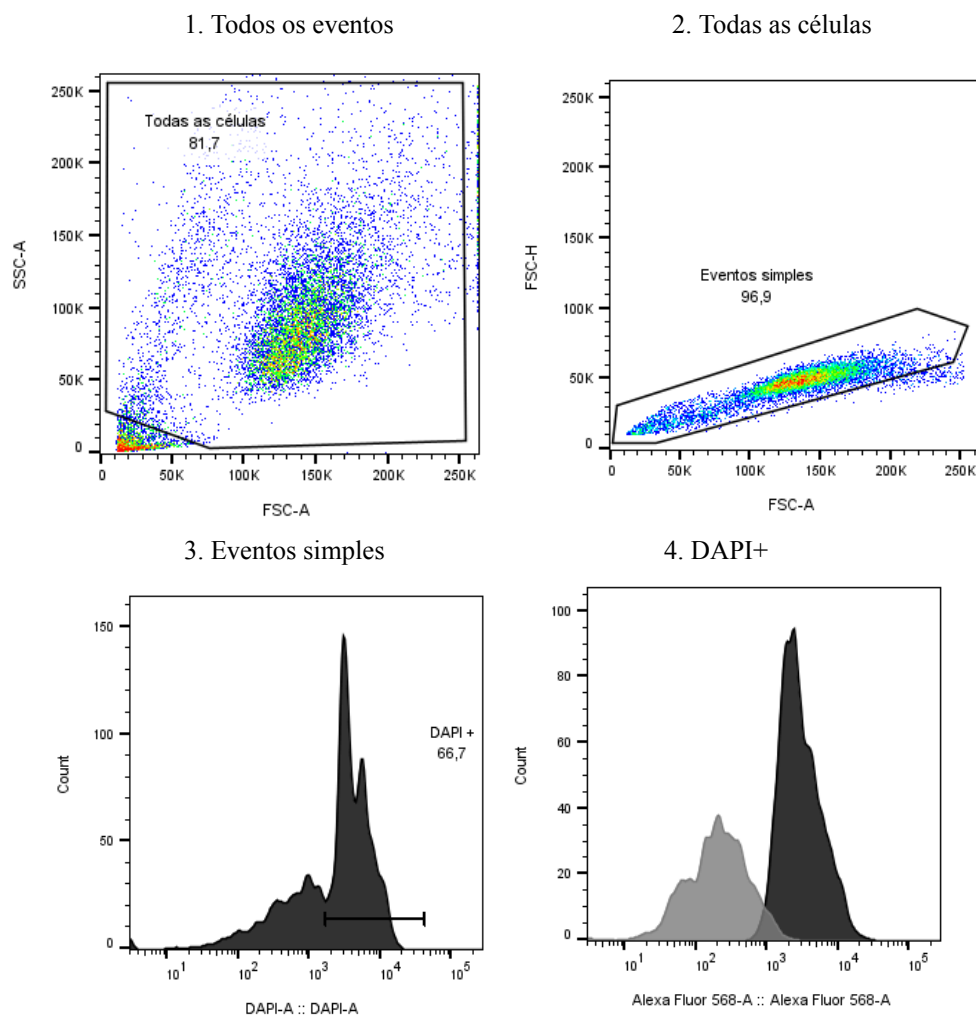 1. Todos os eventos
2. Todas as células
250K
200K
150K
100K
50K
0
SSC-A
Todas as células
81,7
0
50K
100K
150K
200K
250K
FSC-A
250K
200K
150K
100K
50K
0
FSC-H
Eventos simples
96,9
0
50K
100K
150K
200K
250K
FSC-A
3. Eventos simples
4. DAPI+
150
100
50
0
Count
DAPI +
66,7
10¹
10²
10³
10⁴
10⁵
DAPI-A :: DAPI-A
100
80
60
40
20
0
Count
10¹
10²
10³
10⁴
10⁵
Alexa Fluor 568-A :: Alexa Fluor 568-A